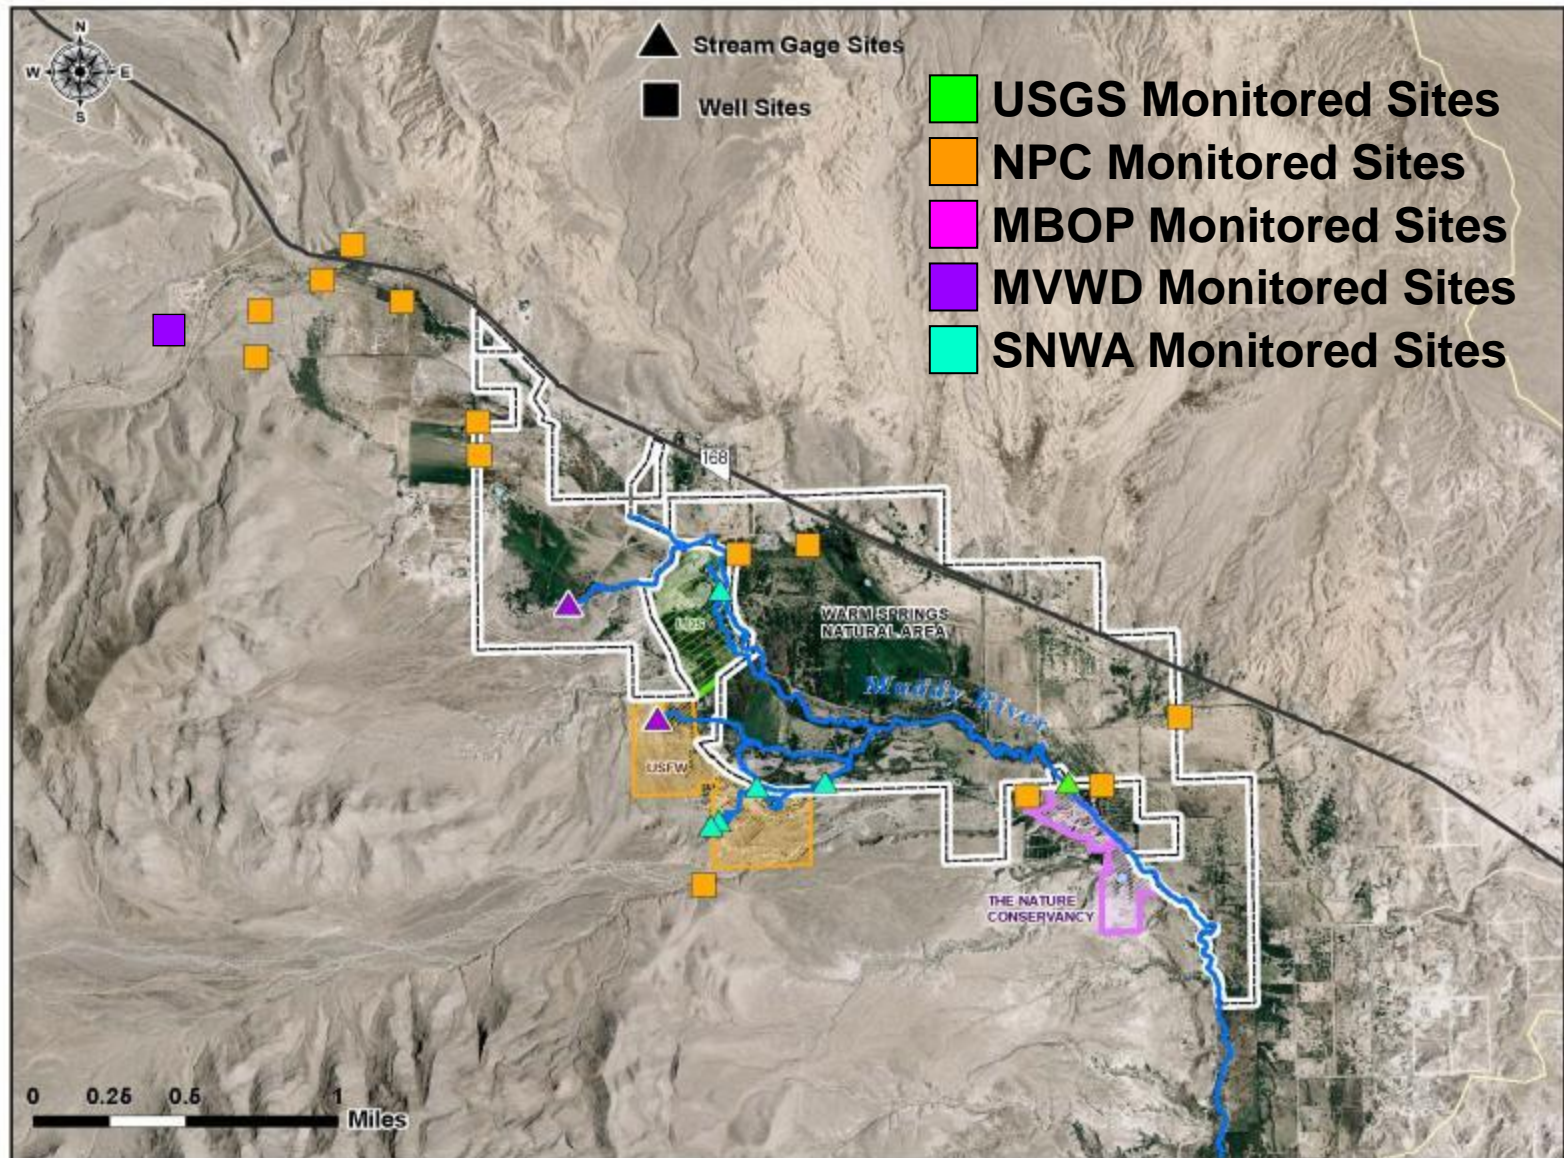 N
W
E
S
Stream Gage Sites
Well Sites
USGS Monitored Sites
NPC Monitored Sites
MBOP Monitored Sites
MVWD Monitored Sites
SNWA Monitored Sites
168
WARM SPRINGS
NATURAL AREA
LDS
Muddy River
USFW
THE NATURE
CONSERVANCY
0 0.25 0.5 1
Miles